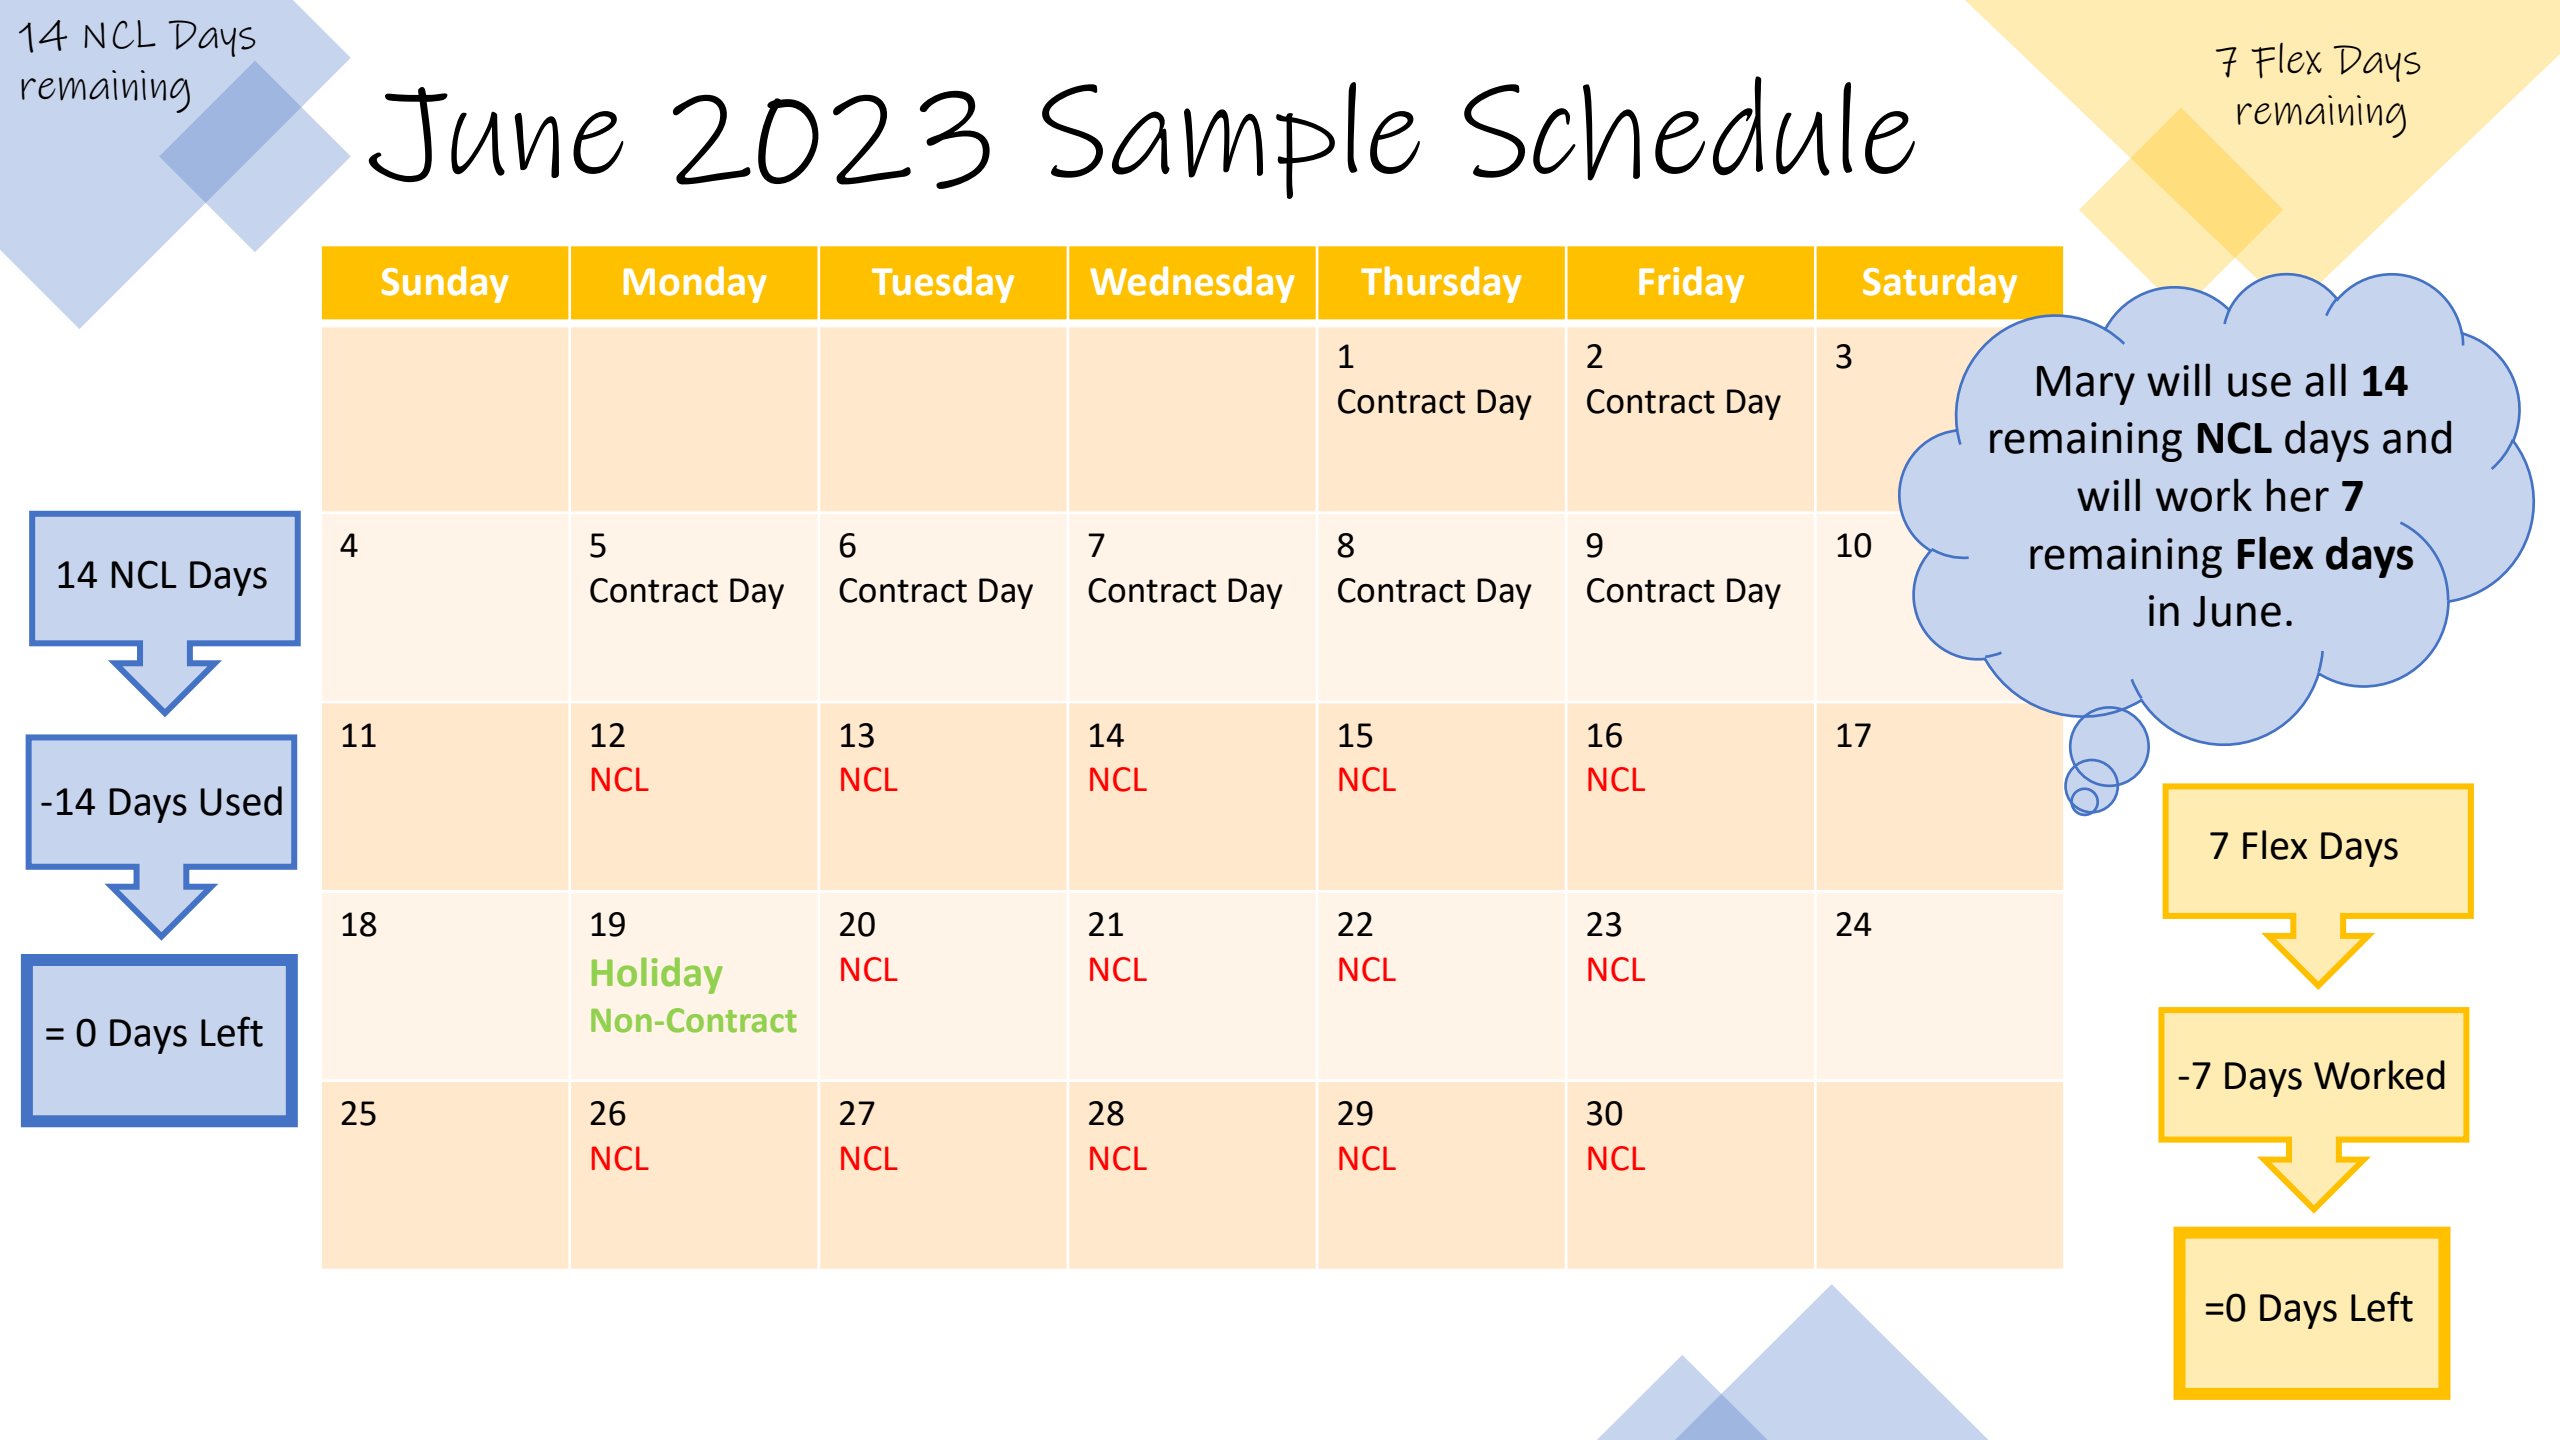 14 NCL Days
remaining
June 2023 Sample Schedule
7 Flex Days
remaining
Sunday Monday Tuesday Wednesday Thursday Friday Saturday
1 2 3
Contract Day Contract Day
4 5 6 7 8 9 10
Contract Day Contract Day Contract Day Contract Day Contract Day
11 12 13 14 15 16 17
NCL NCL NCL NCL NCL
18 19 20 21 22 23 24
Holiday NCL NCL NCL NCL
Non-Contract
25 26 27 28 29 30
NCL NCL NCL NCL NCL
14 NCL Days
-14 Days Used
= 0 Days Left
Mary will use all 14
remaining NCL days and
will work her 7
remaining Flex days
in June.
7 Flex Days
-7 Days Worked
=0 Days Left